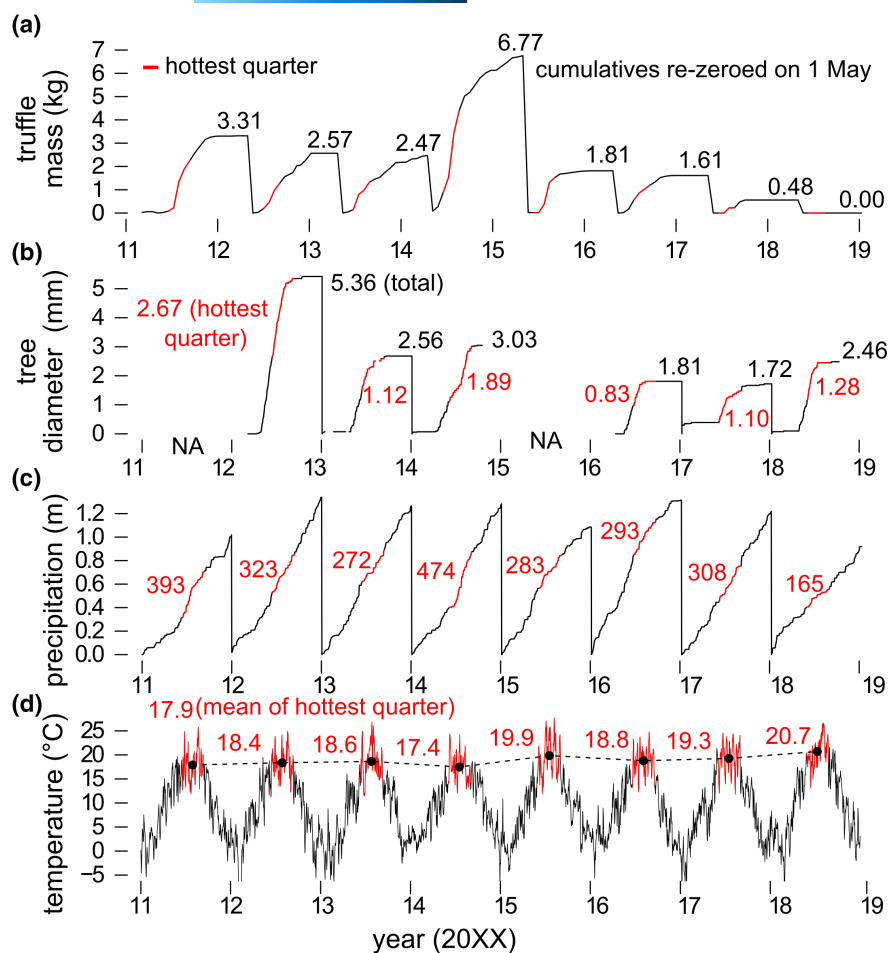 (a)
7
6
5
4
3
2
1
0
truffle
mass (kg)
hottest quarter
cumulatives re-zeroed on 1 May
3.31
2.57
2.47
6.77
1.81
1.61
0.48
0.00
11 12 13 14 15 16 17 18 19
(b)
5
4
3
2
1
0
tree
diameter (mm)
2.67 (hottest
quarter)
5.36 (total)
2.56
1.12
3.03
1.89
0.83
1.81
1.72
1.10
2.46
1.28
NA
NA
11 12 13 14 15 16 17 18 19
(c)
1.2
1.0
0.8
0.6
0.4
0.2
0.0
precipitation (m)
393
323
272
474
283
293
308
165
11 12 13 14 15 16 17 18 19
(d)
25
20
15
10
5
0
−5
temperature (°C)
17.9 (mean of hottest quarter)
18.4
18.6
17.4
19.9
18.8
19.3
20.7
11 12 13 14 15 16 17 18 19
year (20XX)